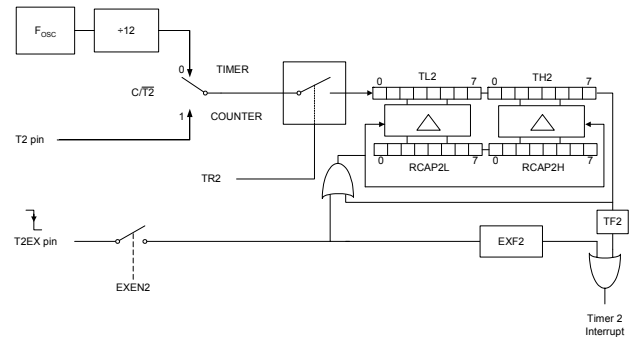 FOSC
÷12
0
TIMER
C/T2
1
COUNTER
T2 pin
TR2
0
TL2
7
0
TH2
7
0
RCAP2L
7
0
RCAP2H
7
TF2
T2EX pin
EXEN2
EXF2
Timer 2
Interrupt